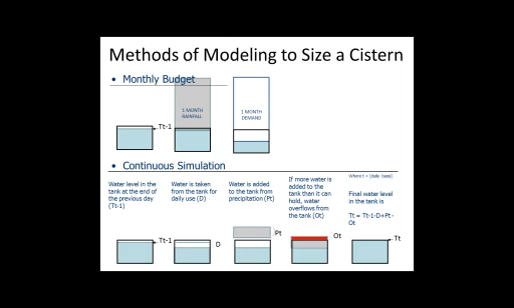 Methods of Modeling to Size a Cistern
• Monthly Budget
1 MONTH
RAINFALL
1 MONTH
DEMAND
Tt-1
• Continuous Simulation
Water level in the
tank at the end of
the previous day
(Tt-1)
Water is taken
from the tank for
daily use (D)
Water is added
to the tank from
precipitation (Pt)
If more water is
added to the
tank than it can
hold, water
overflows from
the tank (Ot)
Where t = (daily basis)
Final water level
in the tank is
Tt = Tt-1-D+Pt-
Ot
Tt-1
D
Pt
Ot
Tt